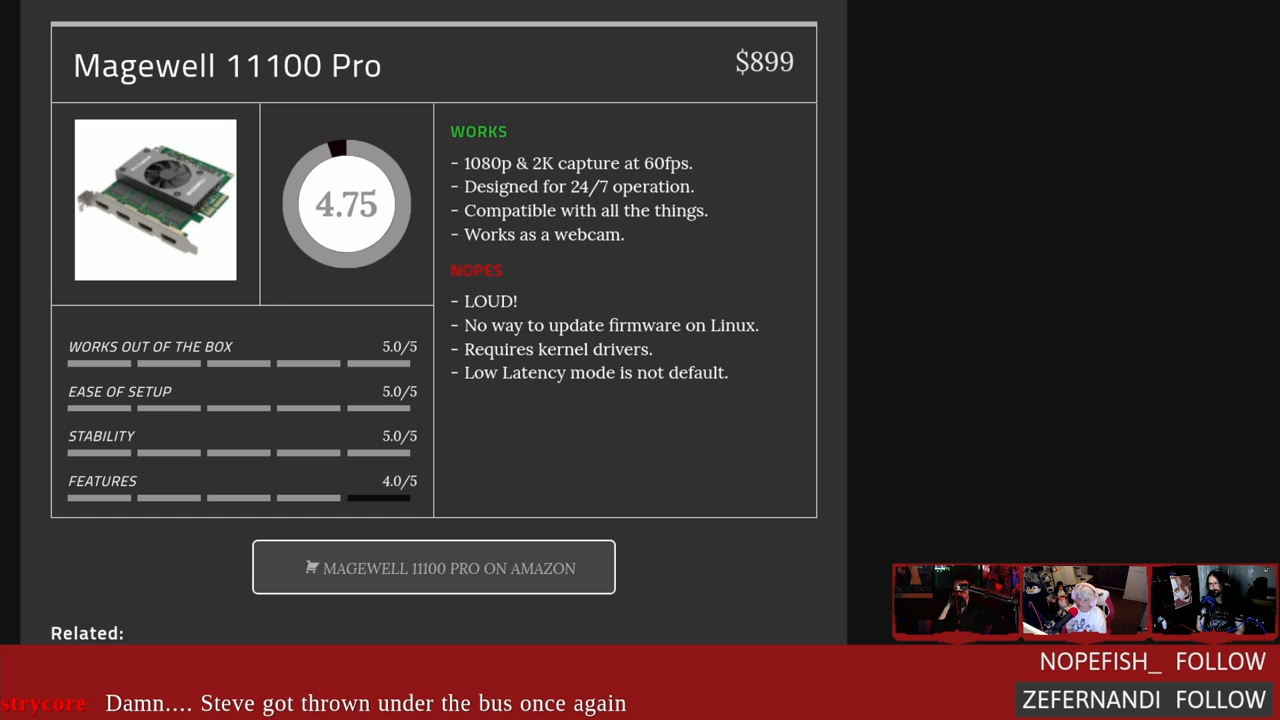 Magewell 11100 Pro
$899
4.75
WORKS
- 1080p & 2K capture at 60fps.
- Designed for 24/7 operation.
- Compatible with all the things.
- Works as a webcam.
NOPES
- LOUD!
- No way to update firmware on Linux.
- Requires kernel drivers.
- Low Latency mode is not default.
WORKS OUT OF THE BOX 5.0/5
EASE OF SETUP 5.0/5
STABILITY 5.0/5
FEATURES 4.0/5
MAGEWELL 11100 PRO ON AMAZON
Related:
NOPEFISH_ FOLLOW
ZEFERNANDI FOLLOW
strycore: Damn.... Steve got thrown under the bus once again